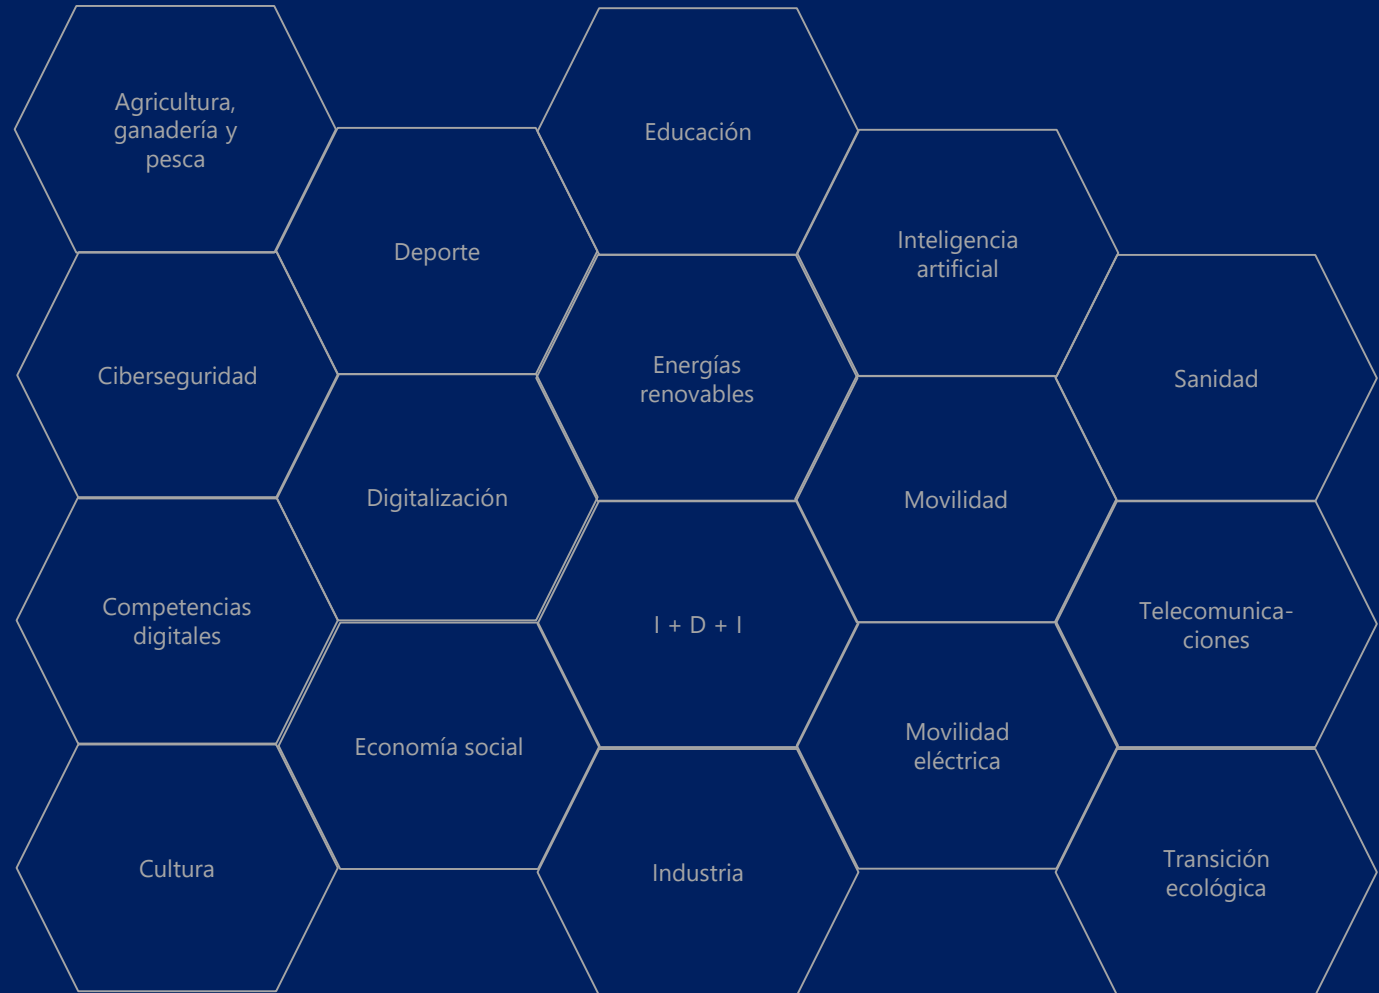 Agricultura,
ganadería y
pesca
Ciberseguridad
Competencias
digitales
Cultura
Deporte
Digitalización
Economía social
Educación
Energías
renovables
I + D + I
Industria
Inteligencia
artificial
Movilidad
Movilidad
eléctrica
Sanidad
Telecomunica-
ciones
Transición
ecológica